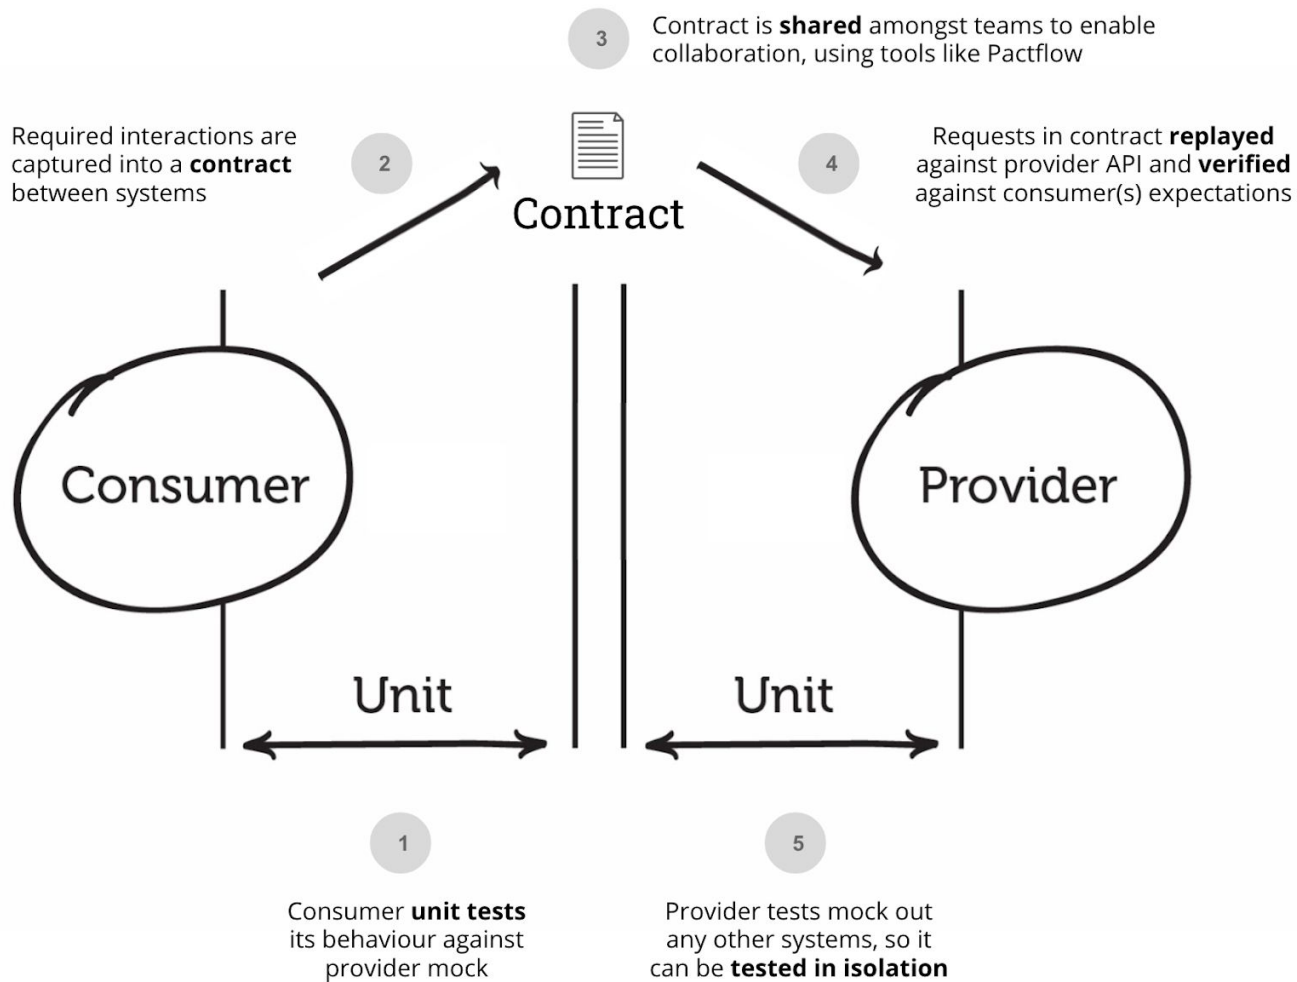 3
Contract is shared amongst teams to enable
collaboration, using tools like Pactflow
Required interactions are
captured into a contract
between systems
2
4
Requests in contract replayed
against provider API and verified
against consumer(s) expectations
Contract
Consumer
Provider
Unit
Unit
1
Consumer unit tests
its behaviour against
provider mock
5
Provider tests mock out
any other systems, so it
can be tested in isolation